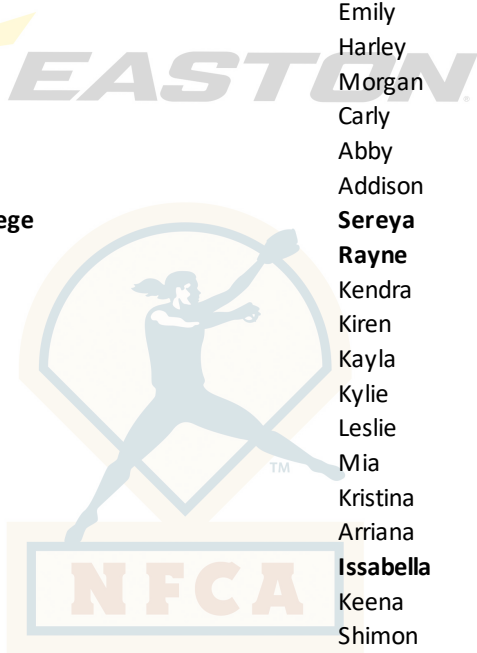 Emily
EASTON
Harley
Morgan
Carly
Abby
Addison
ege Sereya
Rayne
Kendra
Kiren
Kayla
Kylie
Leslie
Mia
TM
Kristina
Arriana
Issabella
NFCA
Keena
Shimon